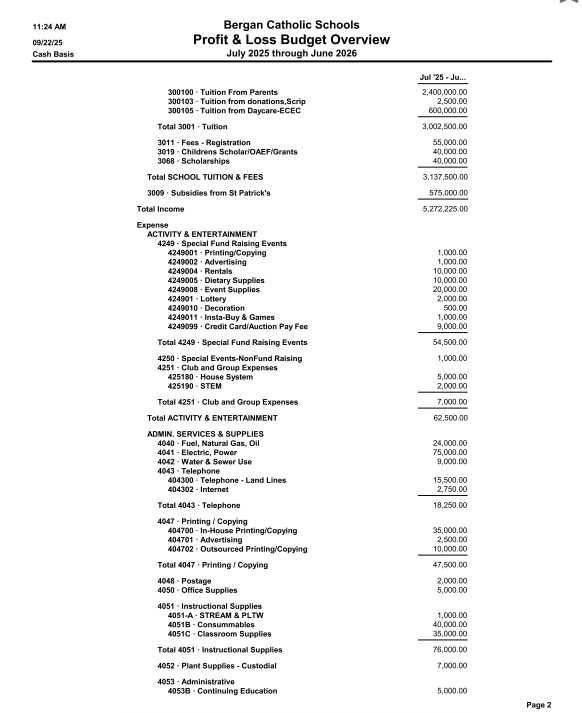 11:24 AM
09/22/25
Cash Basis
Bergan Catholic Schools
Profit & Loss Budget Overview
July 2025 through June 2026
Jul '25 - Ju...
300100 · Tuition From Parents 2,400,000.00
300103 · Tuition from donations,Scrip 2,500.00
300105 · Tuition from Daycare-ECEC 600,000.00
Total 3001 · Tuition 3,002,500.00
3011 · Fees - Registration 55,000.00
3019 · Childrens Scholar/OAEF/Grants 40,000.00
3068 · Scholarships 40,000.00
Total SCHOOL TUITION & FEES 3,137,500.00
3009 · Subsidies from St Patrick's 575,000.00
Total Income 5,272,225.00
Expense
ACTIVITY & ENTERTAINMENT
4249 · Special Fund Raising Events
4249001 · Printing/Copying 1,000.00
4249002 · Advertising 1,000.00
4249004 · Rentals 10,000.00
4249005 · Dietary Supplies 10,000.00
4249008 · Event Supplies 20,000.00
424901 · Lottery 2,000.00
4249010 · Decoration 500.00
4249011 · Insta-Buy & Games 1,000.00
4249099 · Credit Card/Auction Pay Fee 9,000.00
Total 4249 · Special Fund Raising Events 54,500.00
4250 · Special Events-NonFund Raising 1,000.00
4251 · Club and Group Expenses
425180 · House System 5,000.00
425190 · STEM 2,000.00
Total 4251 · Club and Group Expenses 7,000.00
Total ACTIVITY & ENTERTAINMENT 62,500.00
ADMIN. SERVICES & SUPPLIES
4040 · Fuel, Natural Gas, Oil 24,000.00
4041 · Electric, Power 75,000.00
4042 · Water & Sewer Use 9,000.00
4043 · Telephone
404300 · Telephone - Land Lines 15,500.00
404302 · Internet 2,750.00
Total 4043 · Telephone 18,250.00
4047 · Printing / Copying
404700 · In-House Printing/Copying 35,000.00
404701 · Advertising 2,500.00
404702 · Outsourced Printing/Copying 10,000.00
Total 4047 · Printing / Copying 47,500.00
4048 · Postage 2,000.00
4050 · Office Supplies 5,000.00
4051 · Instructional Supplies
4051-A · STREAM & PLTW 1,000.00
4051B · Consummables 40,000.00
4051C · Classroom Supplies 35,000.00
Total 4051 · Instructional Supplies 76,000.00
4052 · Plant Supplies - Custodial 7,000.00
4053 · Administrative
4053B · Continuing Education 5,000.00
Page 2